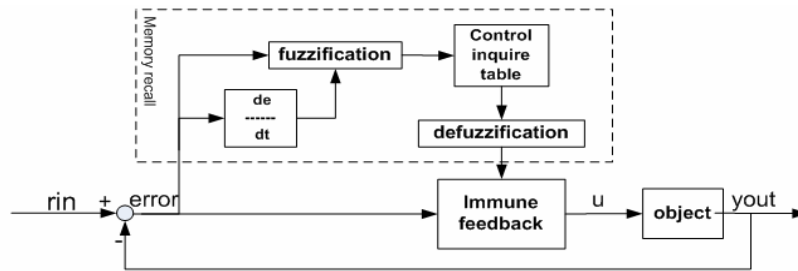 Memory recall
fuzzification
Control
inquire
table
de
------
dt
defuzzification
rin
+
error
-
Immune
feedback
u
object
yout